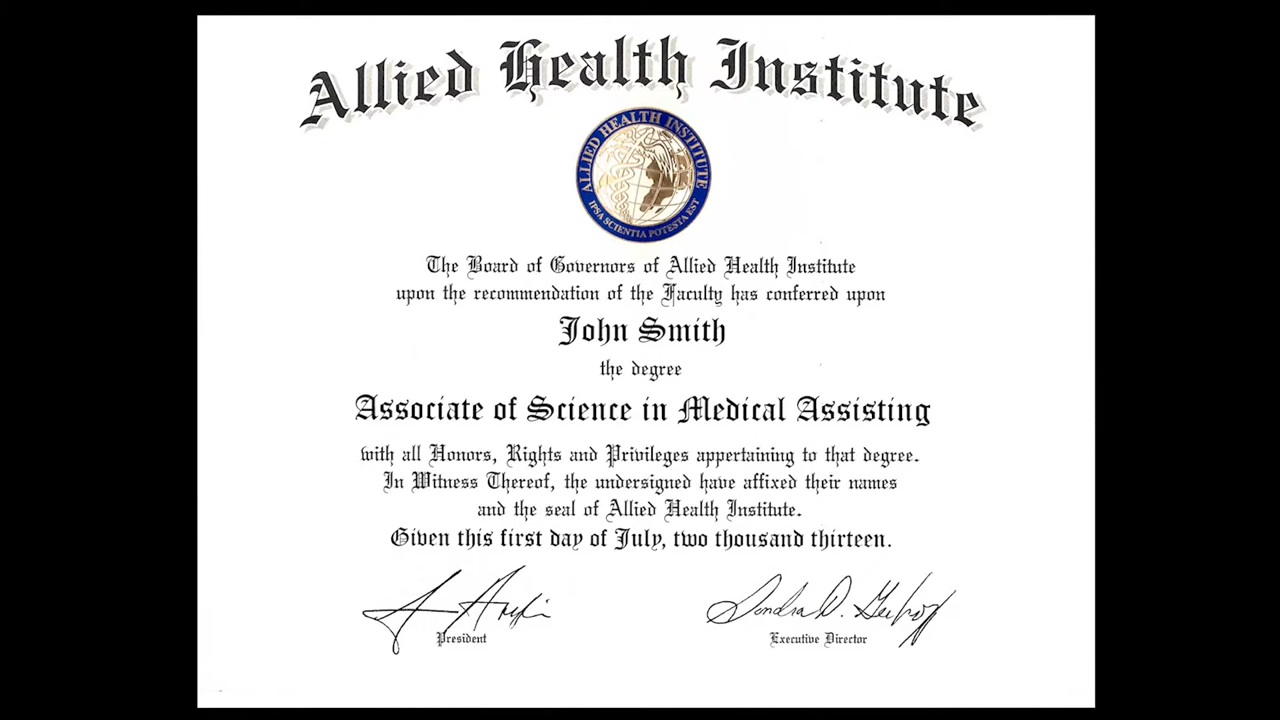 Allied Health Institute
ALLIED HEALTH INSTITUTE
IPSA SCIENTIA POTESTA EST
The Board of Governors of Allied Health Institute
upon the recommendation of the Faculty has conferred upon
John Smith
the degree
Associate of Science in Medical Assisting
with all Honors, Rights and Privileges appertaining to that degree.
In Witness Thereof, the undersigned have affixed their names
and the seal of Allied Health Institute.
Given this first day of July, two thousand thirteen.
Sondra D.
President
Executive Director